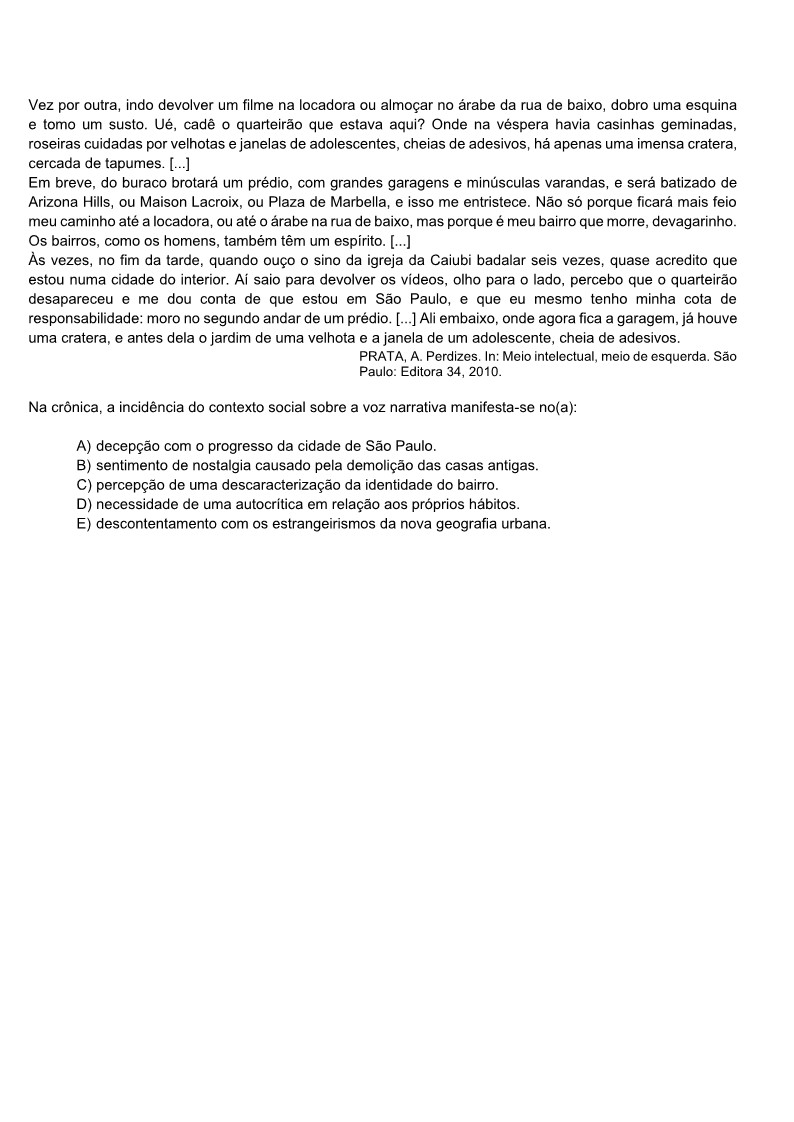 Vez por outra, indo devolver um filme na locadora ou almoçar no árabe da rua de baixo, dobro uma esquina
e tomo um susto. Ué, cadê o quarteirão que estava aqui? Onde na véspera havia casinhas geminadas,
roseiras cuidadas por velhotas e janelas de adolescentes, cheias de adesivos, há apenas uma imensa cratera,
cercada de tapumes. [...]
Em breve, do buraco brotará um prédio, com grandes garagens e minúsculas varandas, e será batizado de
Arizona Hills, ou Maison Lacroix, ou Plaza de Marbella, e isso me entristece. Não só porque ficará mais feio
meu caminho até a locadora, ou até o árabe na rua de baixo, mas porque é meu bairro que morre, devagarinho.
Os bairros, como os homens, também têm um espírito. [...]
Às vezes, no fim da tarde, quando ouço o sino da igreja da Caiubi badalar seis vezes, quase acredito que
estou numa cidade do interior. Aí saio para devolver os vídeos, olho para o lado, percebo que o quarteirão
desapareceu e me dou conta de que estou em São Paulo, e que eu mesmo tenho minha cota de
responsabilidade: moro no segundo andar de um prédio. [...] Ali embaixo, onde agora fica a garagem, já houve
uma cratera, e antes dela o jardim de uma velhota e a janela de um adolescente, cheia de adesivos.
PRATA, A. Perdizes. In: Meio intelectual, meio de esquerda. São
Paulo: Editora 34, 2010.
Na crônica, a incidência do contexto social sobre a voz narrativa manifesta-se no(a):
A) decepção com o progresso da cidade de São Paulo.
B) sentimento de nostalgia causado pela demolição das casas antigas.
C) percepção de uma descaracterização da identidade do bairro.
D) necessidade de uma autocrítica em relação aos próprios hábitos.
E) descontentamento com os estrangeirismos da nova geografia urbana.